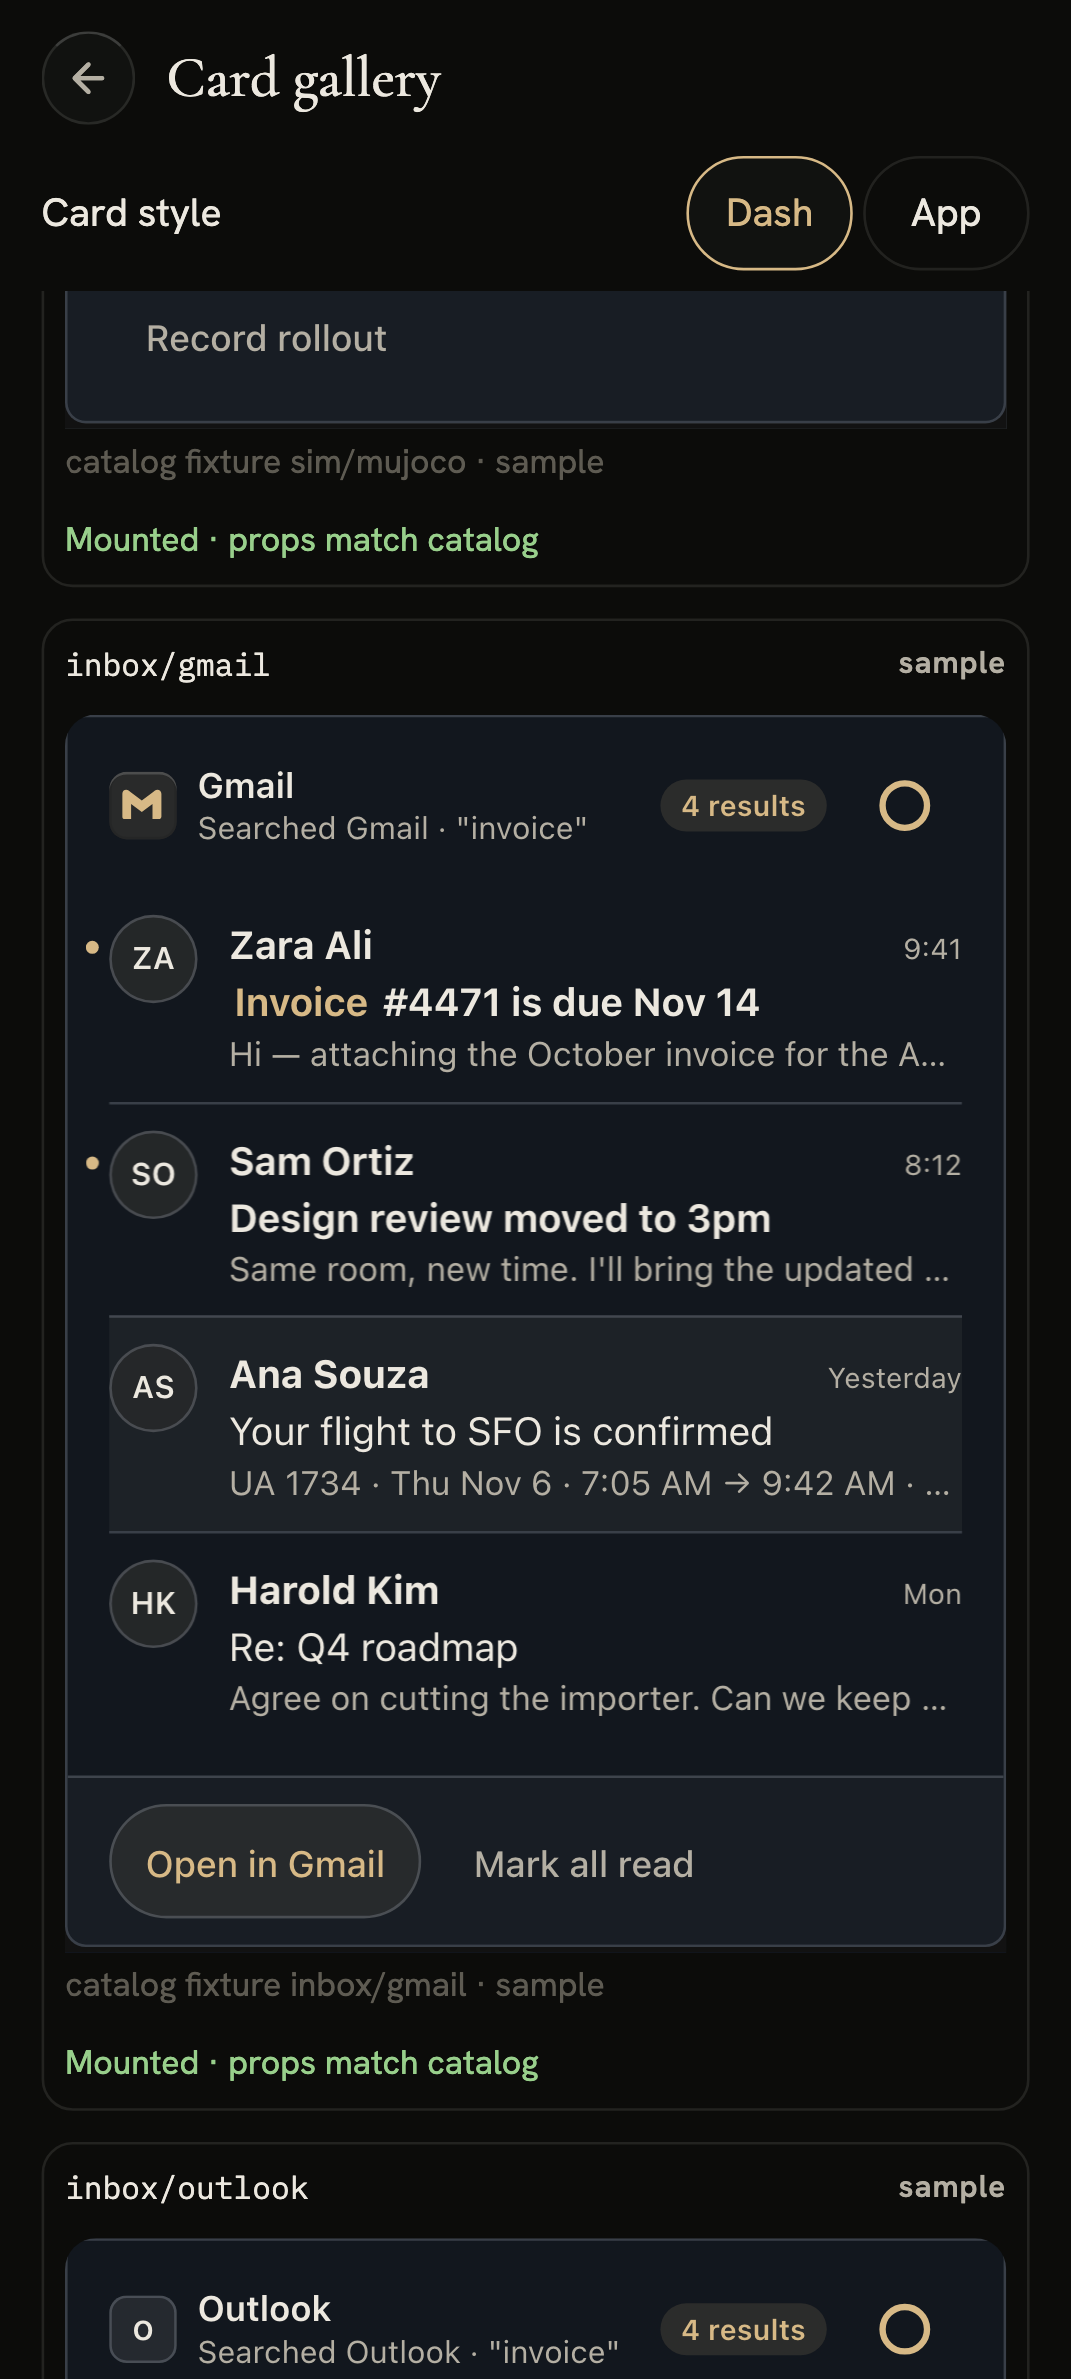 Card gallery
Card style
Dash
App
Record rollout
catalog fixture sim/mujoco · sample
Mounted · props match catalog
inbox/gmail
sample
Gmail
Searched Gmail · "invoice"
4 results
ZA
Zara Ali
9:41
Invoice #4471 is due Nov 14
Hi — attaching the October invoice for the A...
SO
Sam Ortiz
8:12
Design review moved to 3pm
Same room, new time. I'll bring the updated ...
AS
Ana Souza
Yesterday
Your flight to SFO is confirmed
UA 1734 · Thu Nov 6 · 7:05 AM → 9:42 AM · ...
HK
Harold Kim
Mon
Re: Q4 roadmap
Agree on cutting the importer. Can we keep ...
Open in Gmail
Mark all read
catalog fixture inbox/gmail · sample
Mounted · props match catalog
inbox/outlook
sample
O
Outlook
Searched Outlook · "invoice"
4 results